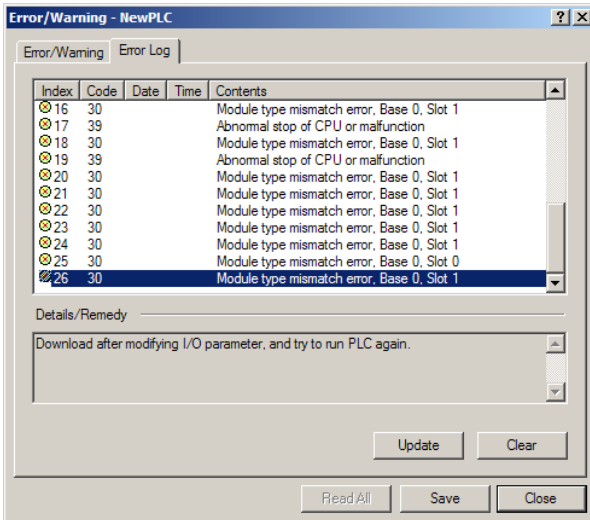 Error/Warning - NewPLC
Error/Warning Error Log
Index Code Date Time Contents
16 30 Module type mismatch error, Base 0, Slot 1
17 39 Abnormal stop of CPU or malfunction
18 30 Module type mismatch error, Base 0, Slot 1
19 39 Abnormal stop of CPU or malfunction
20 30 Module type mismatch error, Base 0, Slot 1
21 30 Module type mismatch error, Base 0, Slot 1
22 30 Module type mismatch error, Base 0, Slot 1
23 30 Module type mismatch error, Base 0, Slot 1
24 30 Module type mismatch error, Base 0, Slot 1
25 30 Module type mismatch error, Base 0, Slot 0
26 30 Module type mismatch error, Base 0, Slot 1
Details/Remedy
Download after modifying I/O parameter, and try to run PLC again.
Update Clear
Read All Save Close